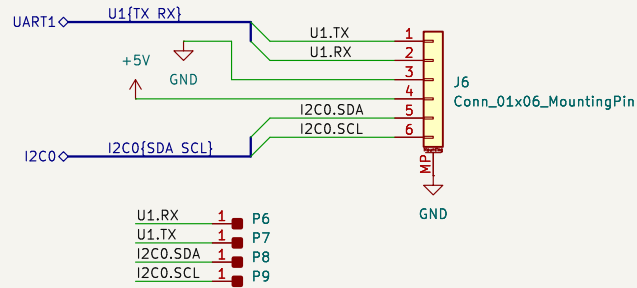 UART1 U1{TX RX}
U1.TX 1
U1.RX 2
3
+5V GND
4
J6
Conn_01x06_MountingPin
I2C0.SDA 5
I2C0.SCL 6
I2C0 I2C0{SDA SCL}
MP
GND
U1.RX 1 P6
U1.TX 1 P7
I2C0.SDA 1 P8
I2C0.SCL 1 P9